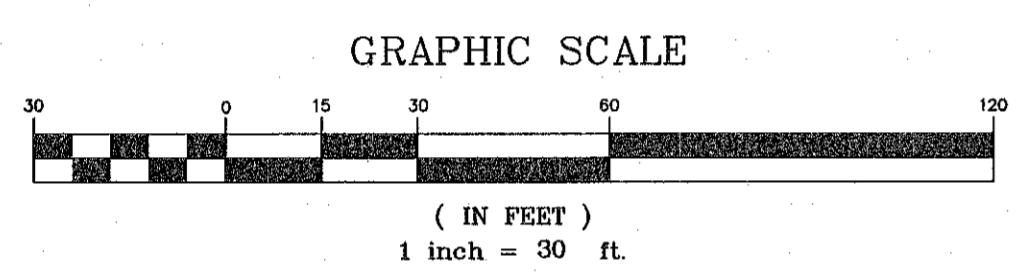 GRAPHIC SCALE
30 0 15 30 60 120
( IN FEET )
1 inch = 30 ft.